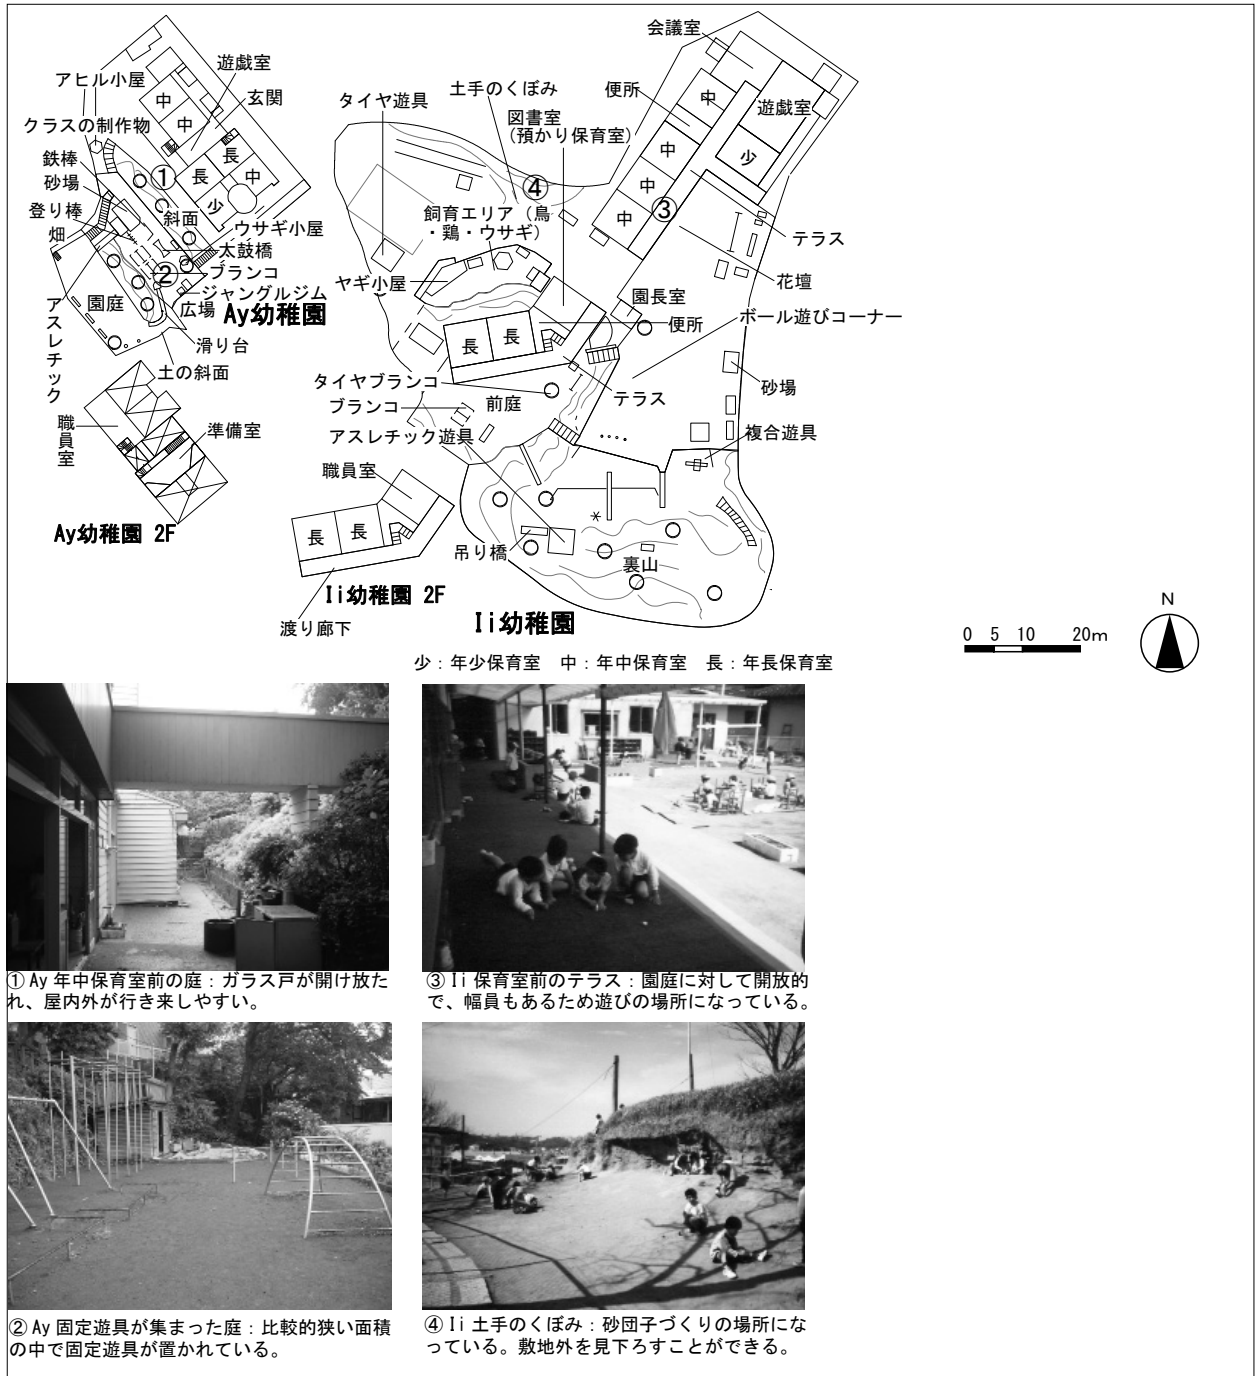 会議室
遊戯室
アヒル小屋
土手のくぼみ
便所
玄関
タイヤ遊具
図書室
(預かり保育室)
中
中
遊戯室
クラスの制作物
中
長
中
少
鉄棒
①
長
中
④
中
砂場
少
飼育エリア（鳥
・鶏・ウサギ）
中
③
登り棒
斜面
ウサギ小屋
テラス
畑
太鼓橋
②
ブランコ
ヤギ小屋
花壇
園庭
ジャングルジム
園長室
広場
Ay幼稚園
便所
ボール遊びコーナー
アスレチック
長
長
滑り台
土の斜面
タイヤブランコ
テラス
砂場
ブランコ
前庭
職員室
準備室
アスレチック遊具
複合遊具
職員室
Ay幼稚園 2F
長
長
吊り橋
裏山
Ii幼稚園 2F
Ii幼稚園
渡り廊下
N
0 5 10 20m
少：年少保育室 中：年中保育室 長：年長保育室
① Ay 年中保育室前の庭：ガラス戸が開け放た
れ、屋内外が行き来しやすい。
③ Ii 保育室前のテラス：園庭に対して開放的
で、幅員もあるため遊びの場所になっている。
② Ay 固定遊具が集まった庭：比較的狭い面積
の中で固定遊具が置かれている。
④ Ii 土手のくぼみ：砂団子づくりの場所にな
っている。敷地外を見下ろすことができる。